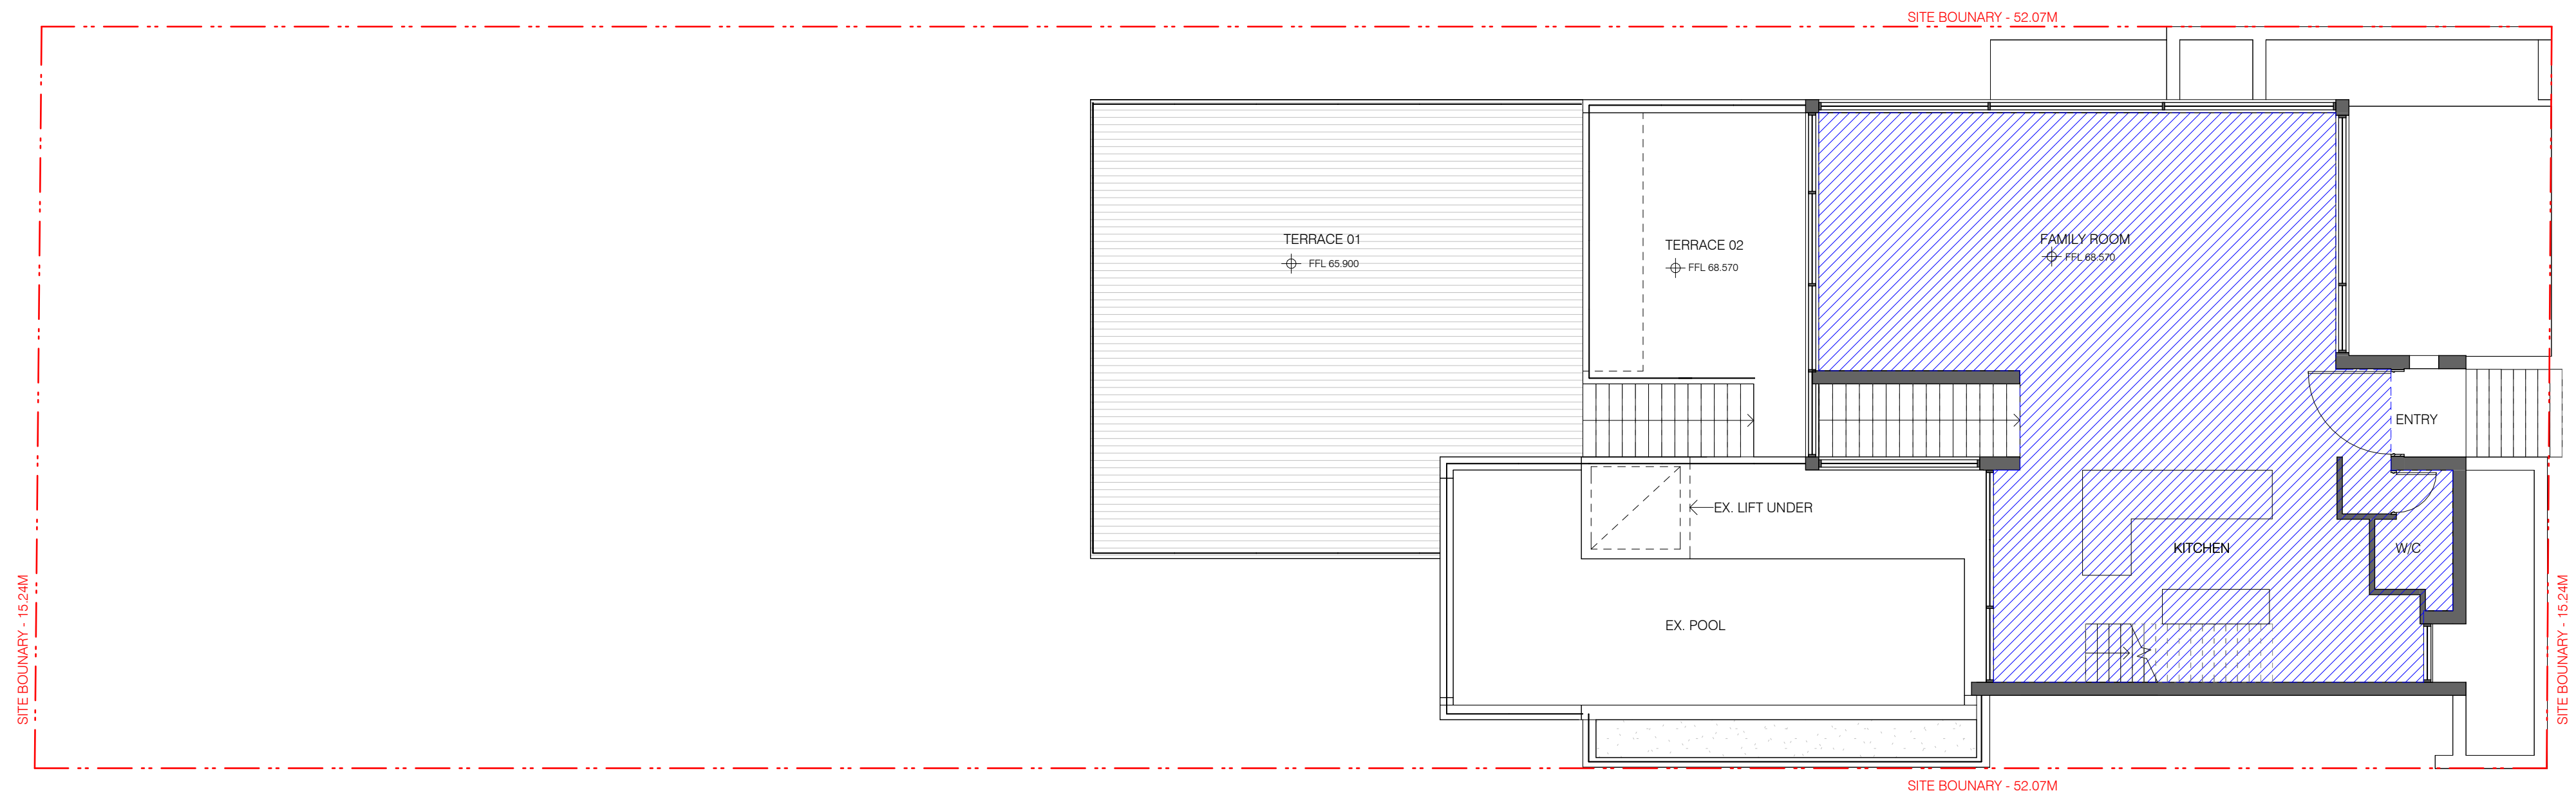 SITE BOUNARY - 52.07M
TERRACE 01
FFL 65.900
TERRACE 02
FFL 68.570
FAMILY ROOM
FFL 68.570
ENTRY
EX. LIFT UNDER
KITCHEN
W/C
EX. POOL
SITE BOUNARY - 15.24M
SITE BOUNARY - 15.24M
SITE BOUNARY - 52.07M